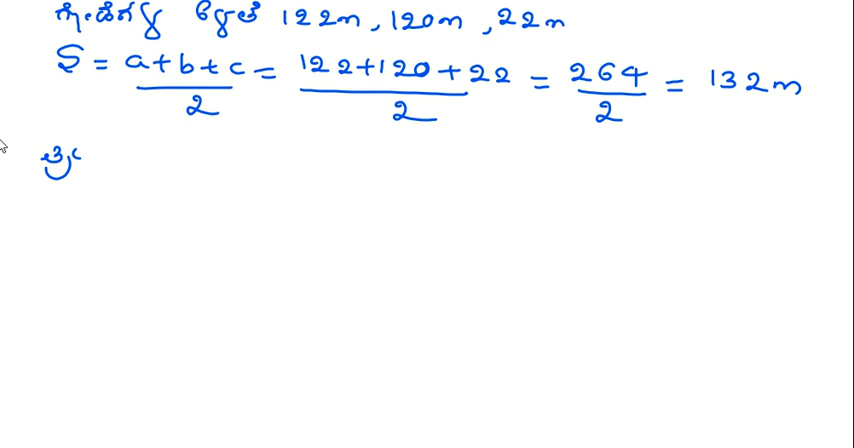 ಗೋಡೆಗಳ 122m, 120m, 22m
S = a+b+c/2 = 122+120+22/2 = 264/2 = 132m
ತ್ರಿ